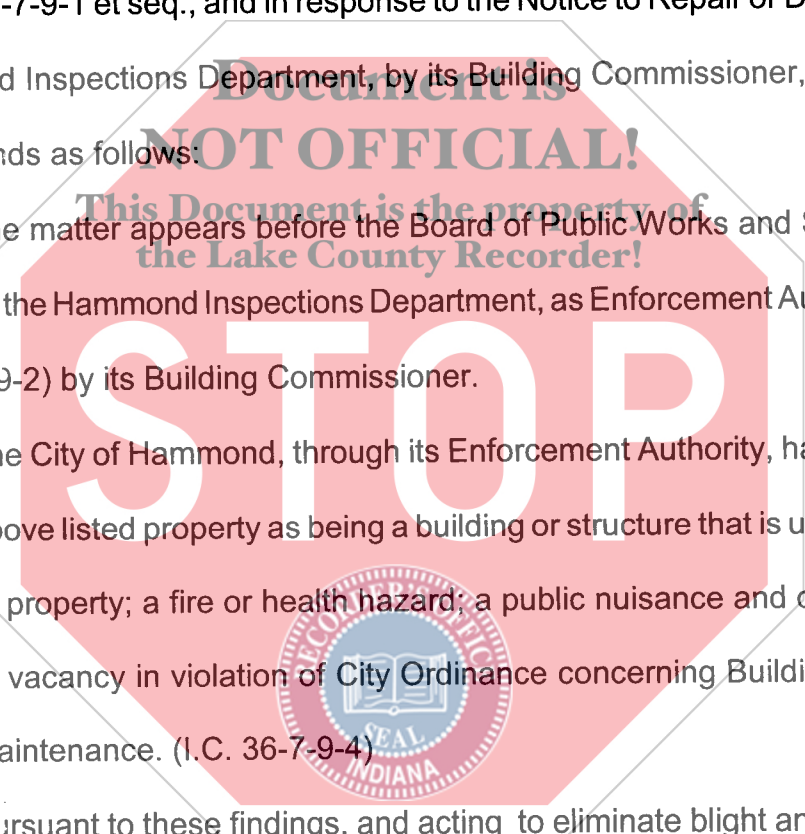 -7-9-1 et seq., and in response to the Notice to Repair or D
d Inspections Department, by its Building Commissioner,
Document is
nds as follows:
NOT OFFICIAL!
This Document is the property of
e matter appears before the Board of Public Works and S
the Lake County Recorder!
the Hammond Inspections Department, as Enforcement Au
9-2) by its Building Commissioner.
STOP
he City of Hammond, through its Enforcement Authority, ha
bove listed property as being a building or structure that is u
property; a fire or health hazard; a public nuisance and c
RECORDER'S OFFICE
vacancy in violation of City Ordinance concerning Buildi
SEAL
aintenance. (I.C. 36-7-9-4)
INDIANA
ursuant to these findings, and acting to eliminate blight an